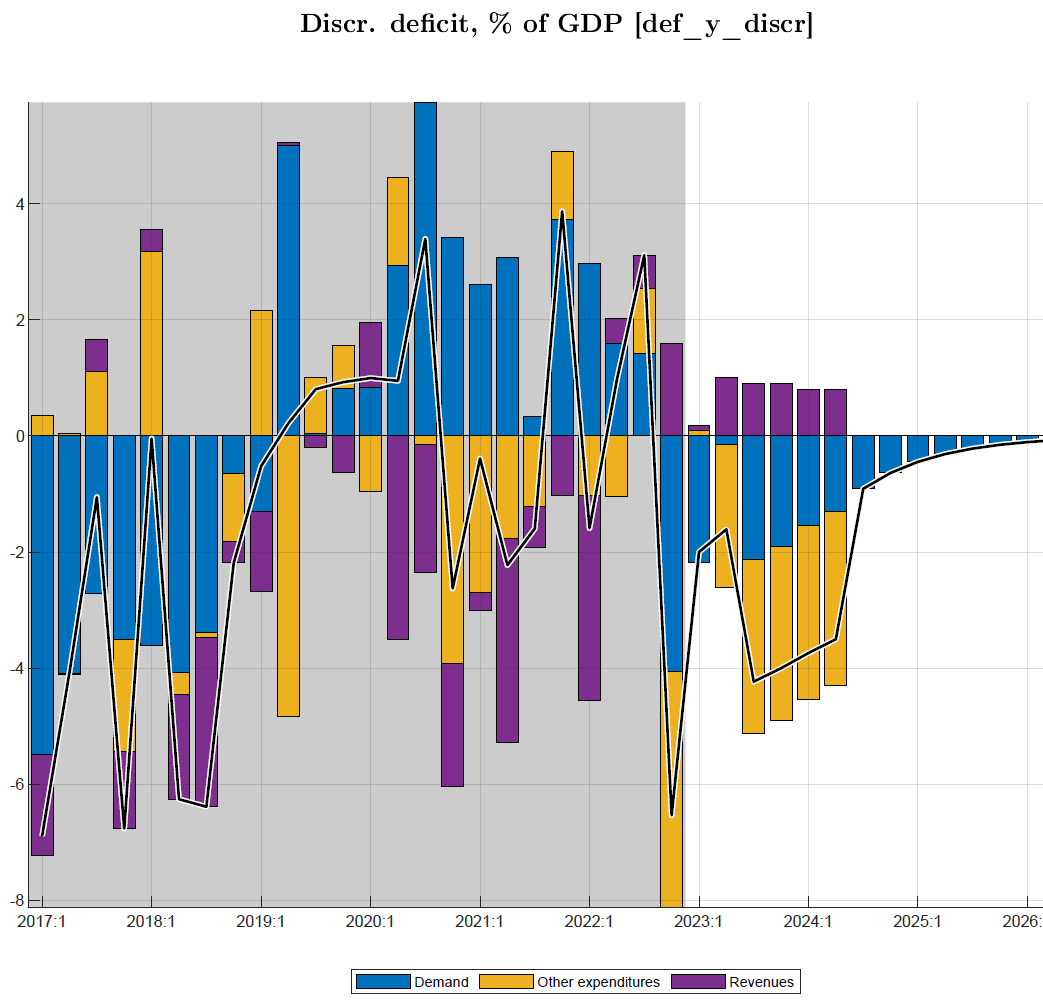 Discr. deficit, % of GDP [def_y_discr]
4
2
0
-2
-4
-6
-8
2017:1 2018:1 2019:1 2020:1 2021:1 2022:1 2023:1 2024:1 2025:1 2026:
Demand Other expenditures Revenues